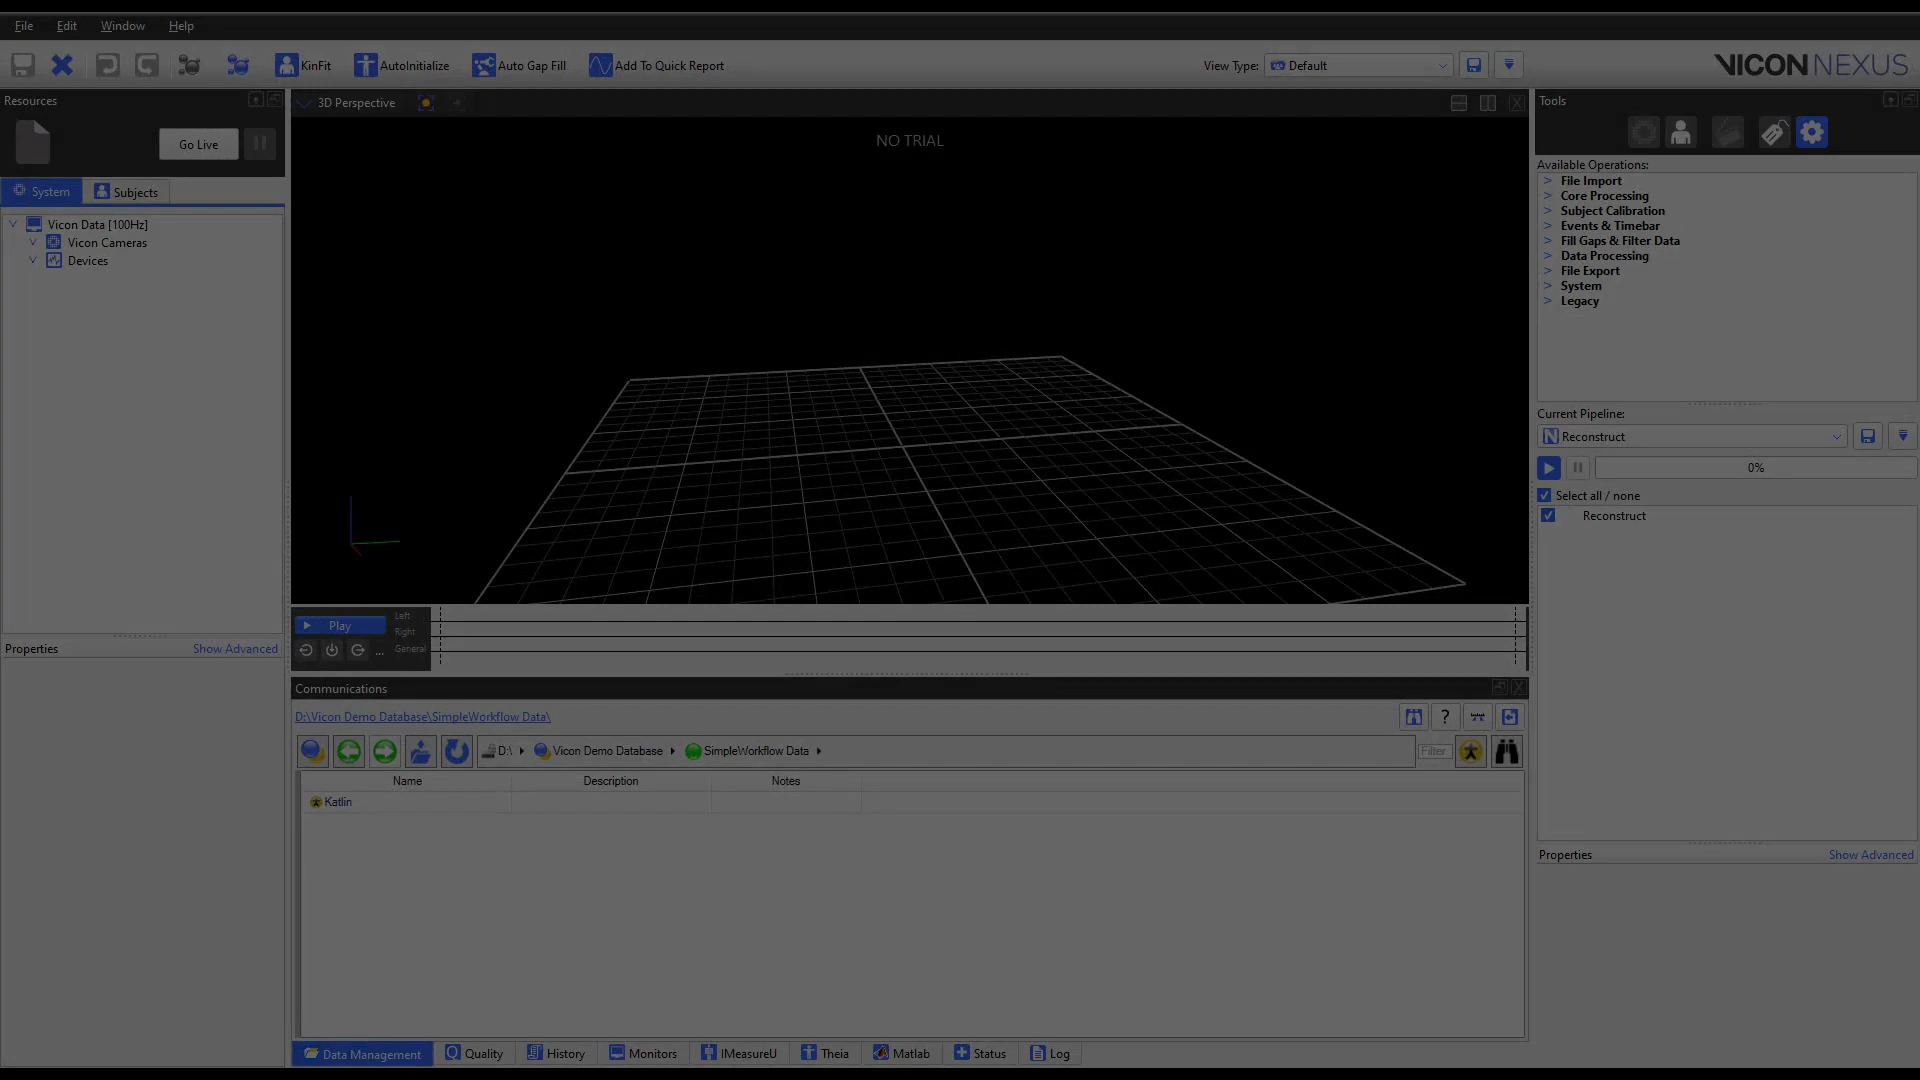 File Edit Window Help
KinFit AutoInitialize Auto Gap Fill Add To Quick Report View Type: Default VICON NEXUS
Resources
Go Live
System Subjects
Vicon Data [100Hz]
Vicon Cameras
Devices
Properties Show Advanced
3D Perspective
NO TRIAL
Play
Left
Right
General
...
Communications
D:\Vicon Demo Database\SimpleWorkflow Data\
?
D:\ Vicon Demo Database SimpleWorkflow Data Filter
Name Description Notes
Katlin
Data Management Quality History Monitors IMeasureU Theia Matlab Status Log
Tools
Available Operations:
> File Import
> Core Processing
> Subject Calibration
> Events & Timebar
> Fill Gaps & Filter Data
> Data Processing
> File Export
> System
> Legacy
Current Pipeline:
Reconstruct
0%
Select all / none
Reconstruct
Properties Show Advanced